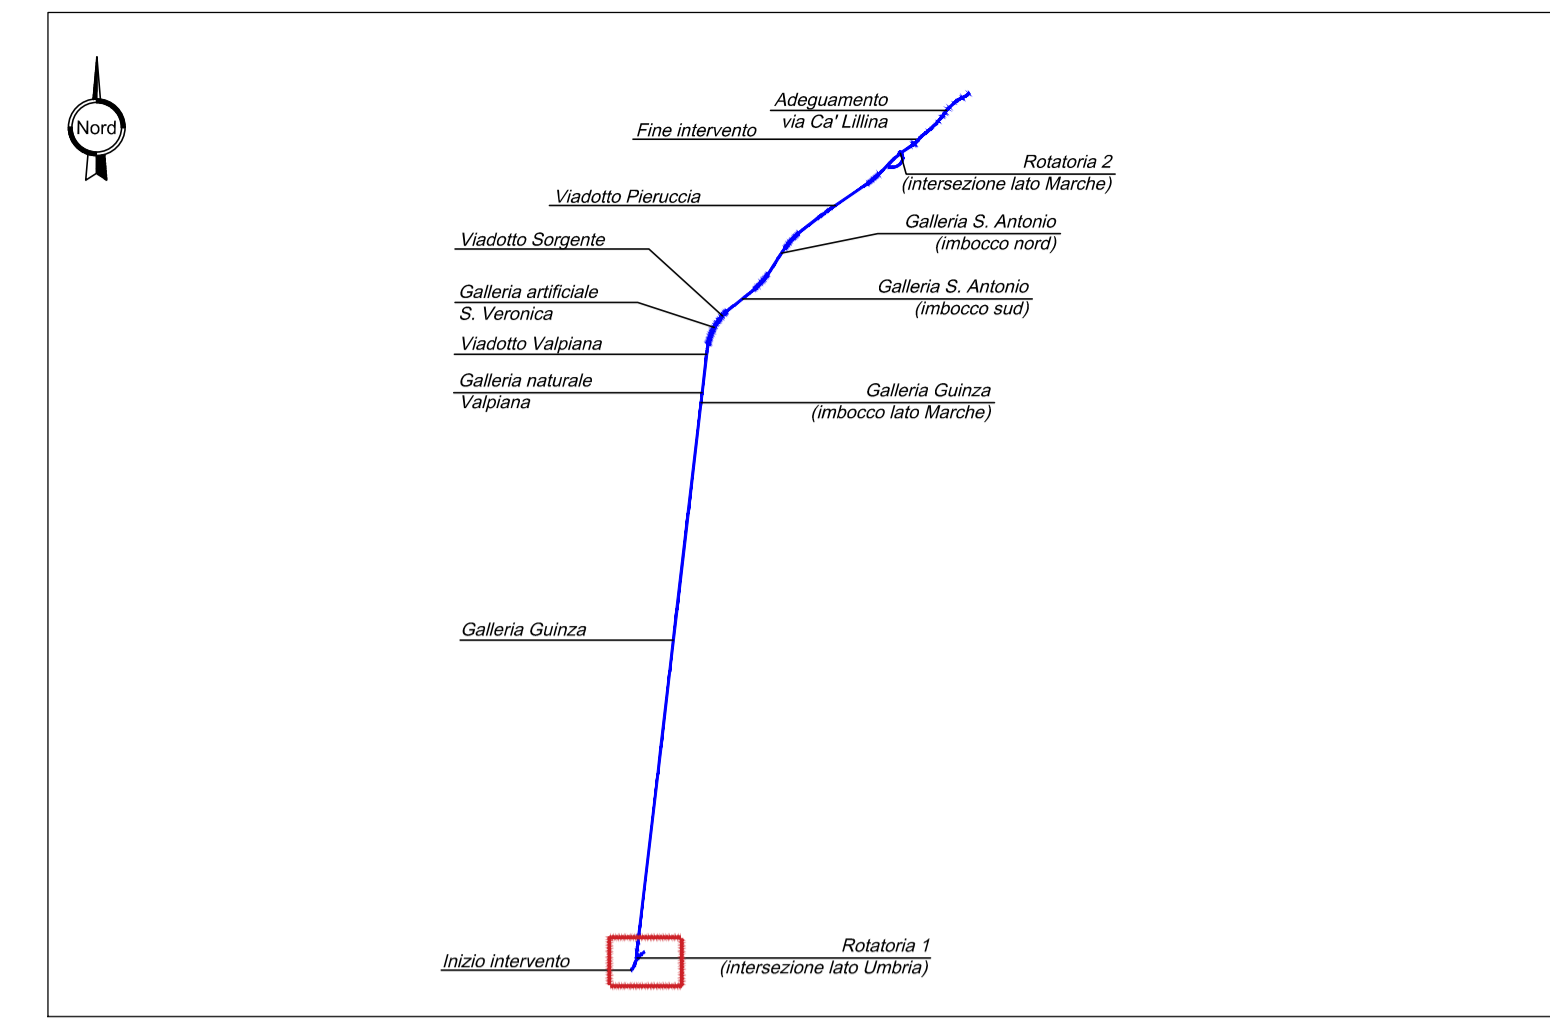 Nord
Adeguamento
via Ca' Lillina
Fine intervento
Rotatoria 2
(intersezione lato Marche)
Viadotto Pieruccia
Galleria S. Antonio
(imbocco nord)
Viadotto Sorgente
Galleria S. Antonio
(imbocco sud)
Galleria artificiale
S. Veronica
Viadotto Valpiana
Galleria naturale
Valpiana
Galleria Guinza
(imbocco lato Marche)
Galleria Guinza
Rotatoria 1
(intersezione lato Umbria)
Inizio intervento